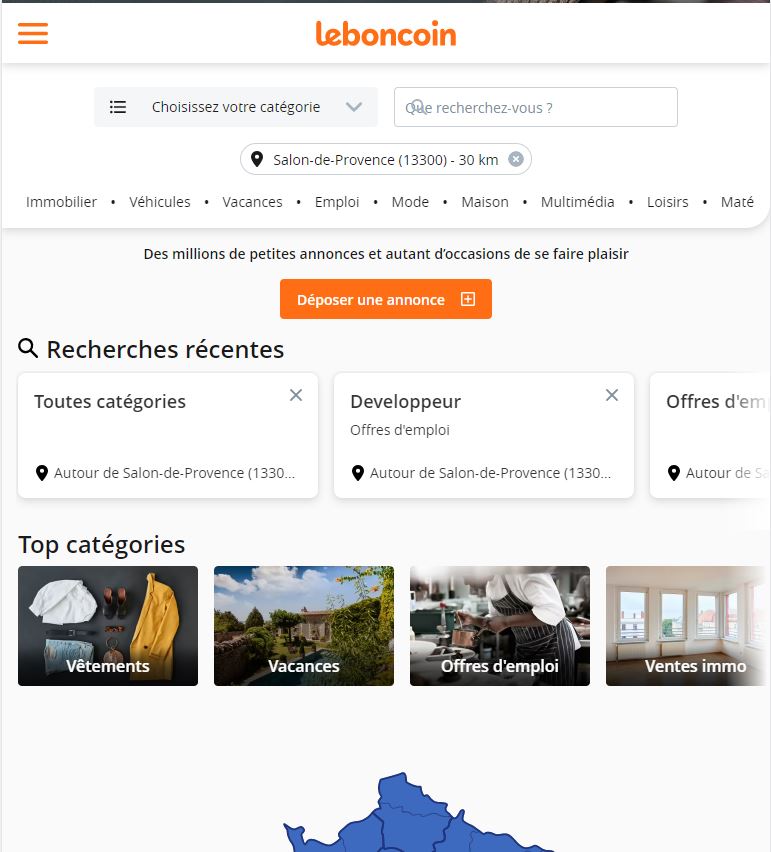 leboncoin
Choisissez votre catégorie
Que recherchez-vous ?
Salon-de-Provence (13300) - 30 km
Immobilier • Véhicules • Vacances • Emploi • Mode • Maison • Multimédia • Loisirs • Maté
Des millions de petites annonces et autant d’occasions de se faire plaisir
Déposer une annonce
Recherches récentes
Toutes catégories
Autour de Salon-de-Provence (1330...
Developpeur
Offres d'emploi
Autour de Salon-de-Provence (1330...
Offres d'em
Autour de Sa
Top catégories
Vêtements
Vacances
Offres d'emploi
Ventes immo